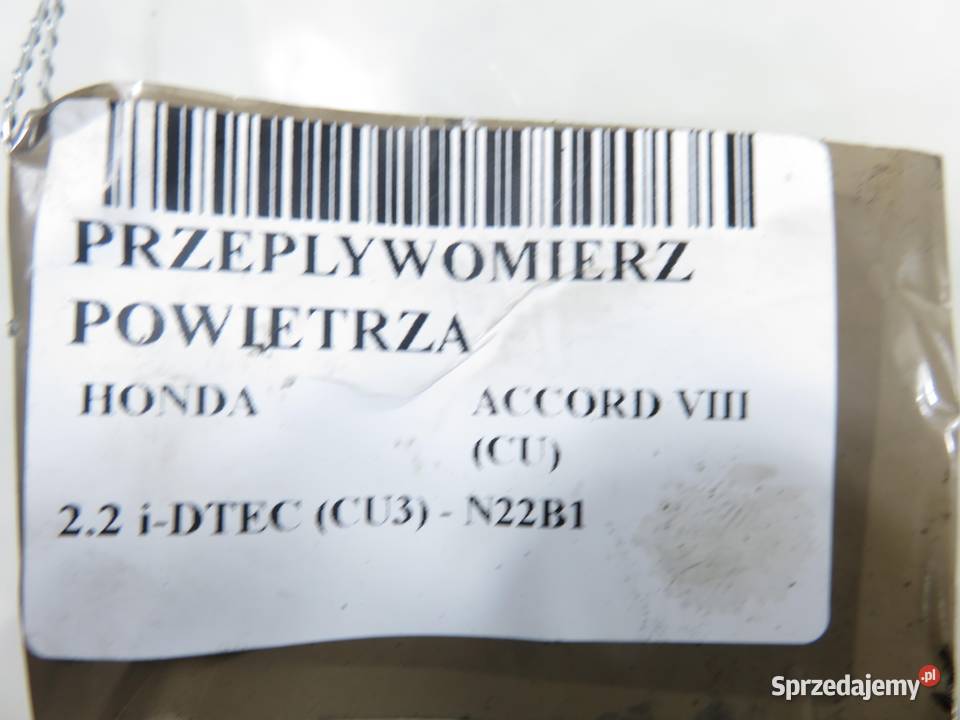 PRZEPLYWOMIERZ
POWIETRZA
HONDA ACCORD VIII
(CU)
2.2 i-DTEC (CU3) - N22B1
Sprzedajemy.pl